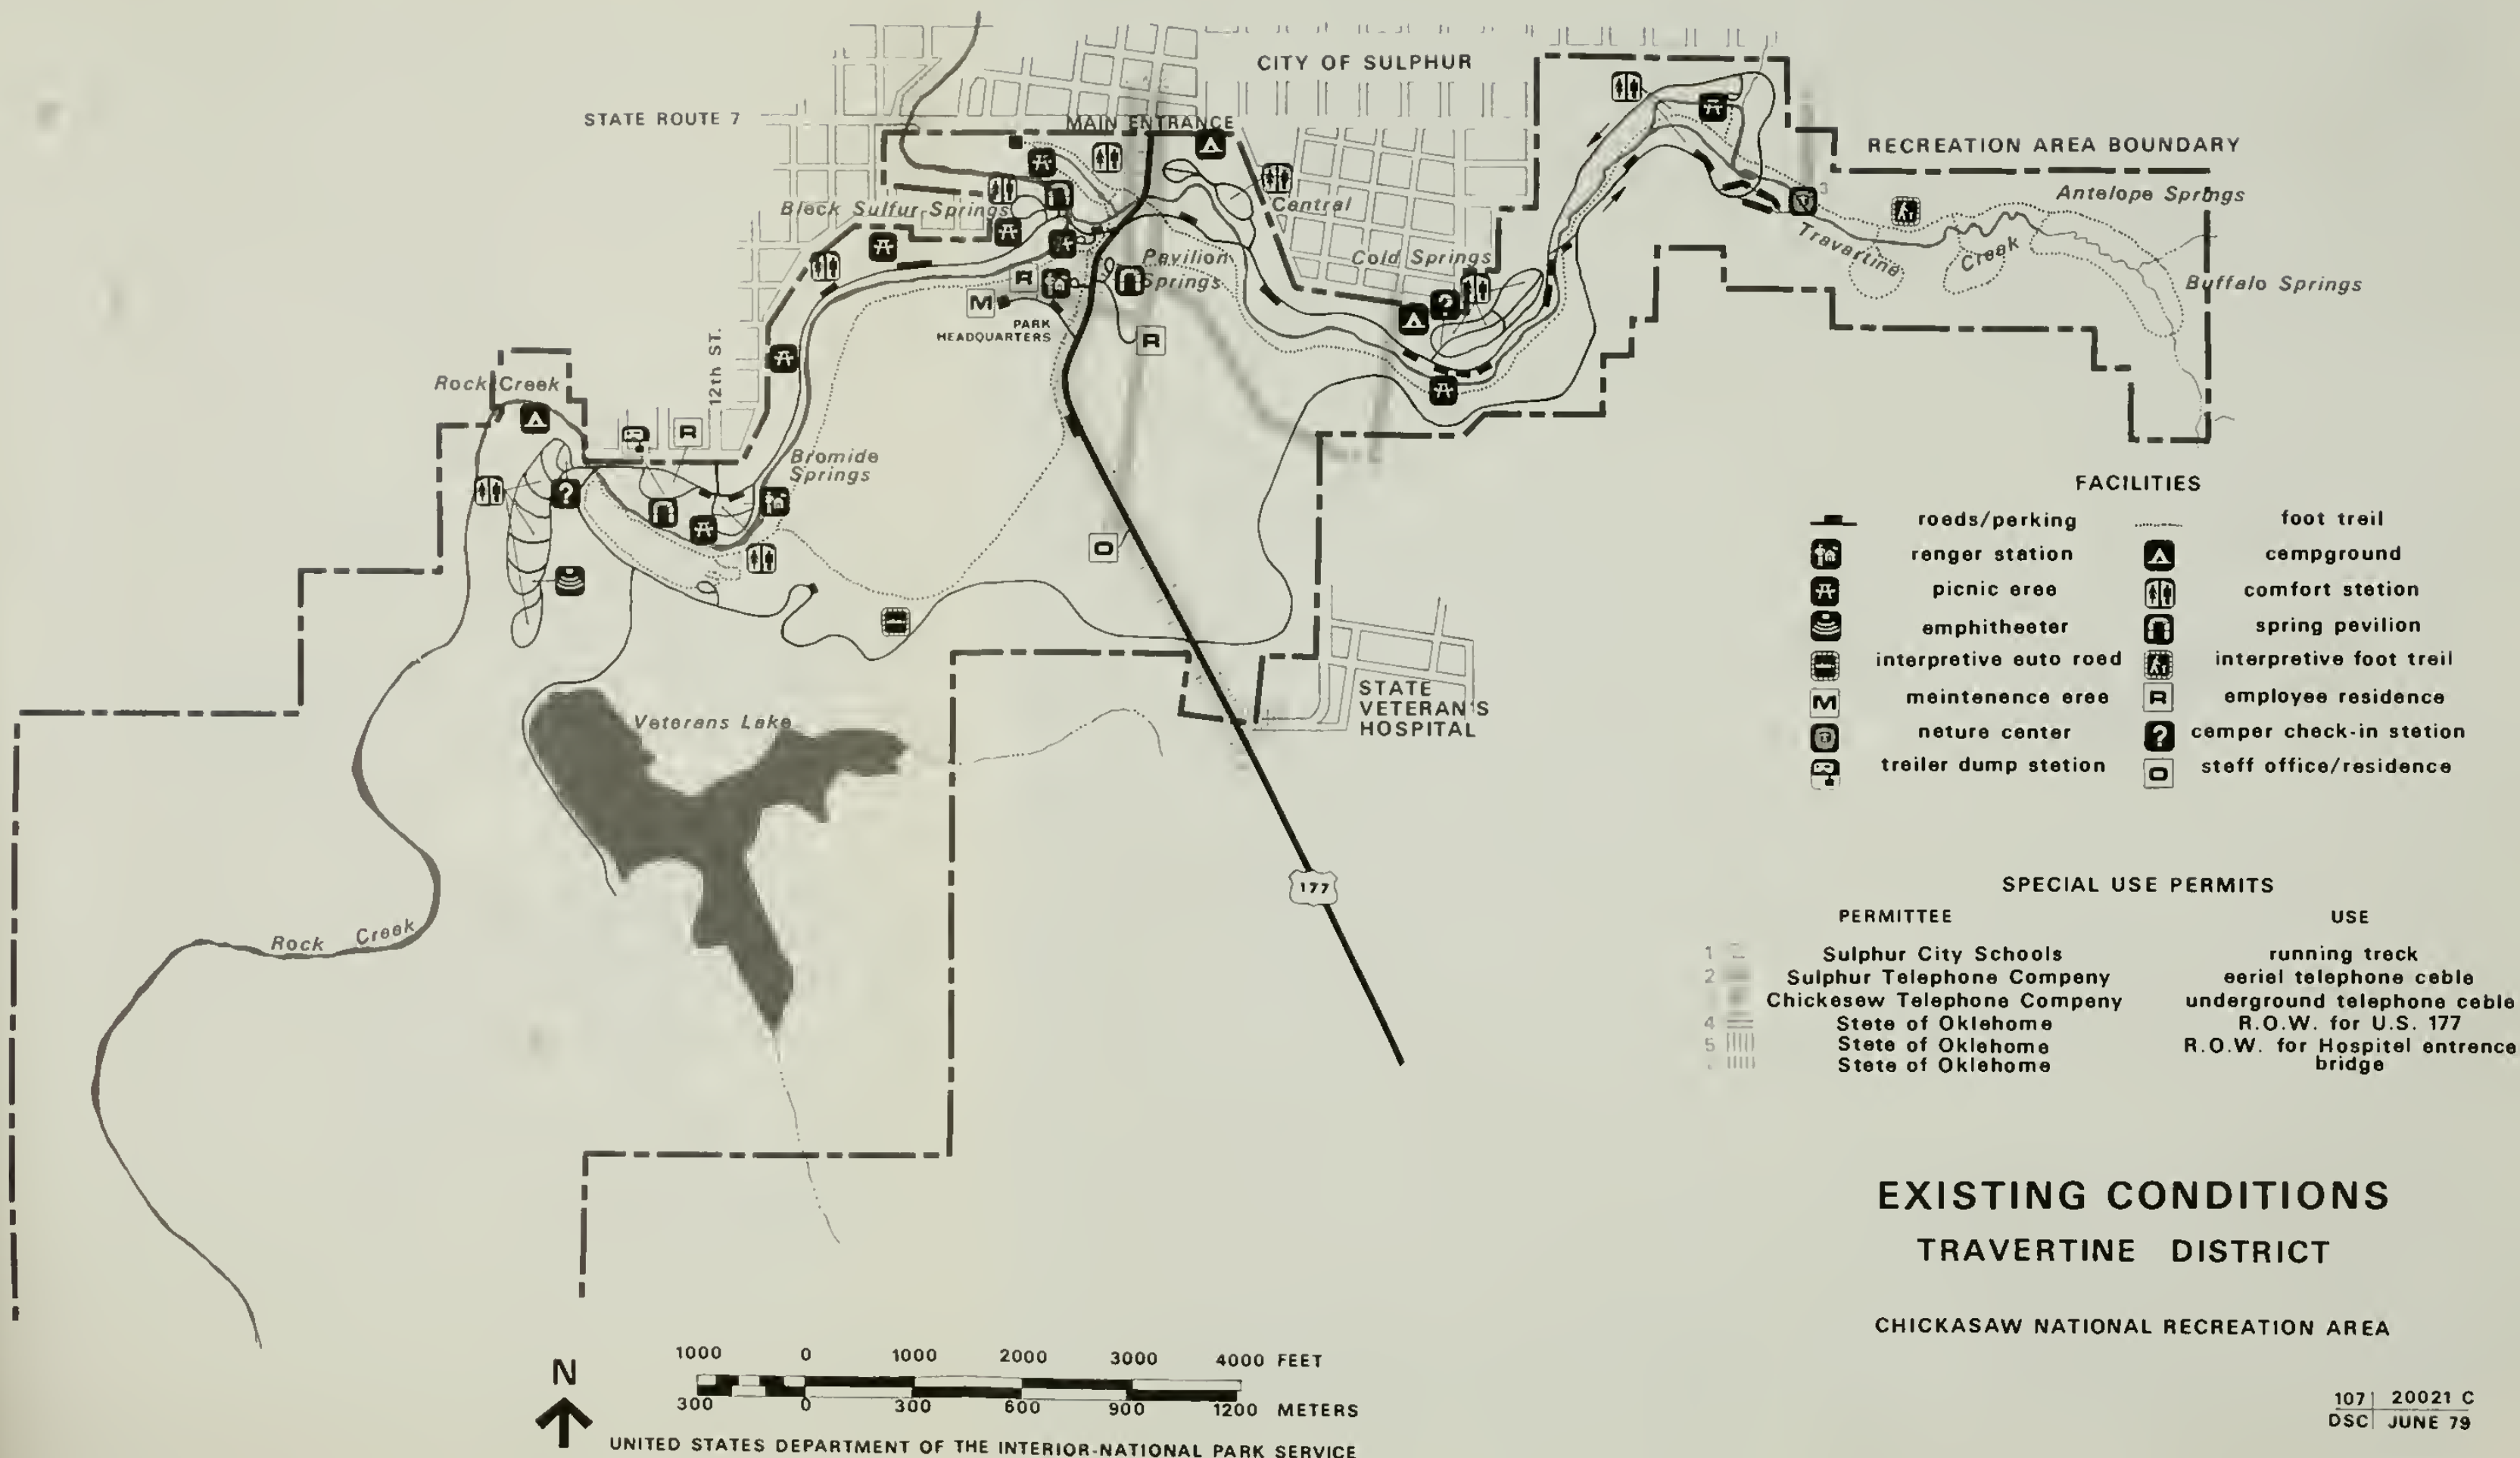 CITY OF SULPHUR
STATE ROUTE 7
MAIN ENTRANCE
RECREATION AREA BOUNDARY
3
Antelope Springs
Black Sulfur Springs
Central
Travertine Creek
Cold Springs
Pavilion
Springs
Buffalo Springs
R
M
PARK
HEADQUARTERS
R
12th ST.
Rock Creek
?
R
Bromide
Springs
?
O
STATE
VETERAN'S
HOSPITAL
Veterans Lake
177
Rock Creek
FACILITIES
roads/parking
foot trail
ranger station
campground
picnic area
comfort station
amphitheater
spring pavilion
interpretive auto road
interpretive foot trail
M maintenance area
R employee residence
nature center
? camper check-in station
trailer dump station
O staff office/residence
SPECIAL USE PERMITS
PERMITTEE USE
1 Sulphur City Schools running track
2 Sulphur Telephone Company aerial telephone cable
Chickasaw Telephone Company underground telephone cable
4 State of Oklahoma R.O.W. for U.S. 177
5 State of Oklahoma R.O.W. for Hospital entrance
State of Oklahoma bridge
EXISTING CONDITIONS
TRAVERTINE DISTRICT
CHICKASAW NATIONAL RECREATION AREA
1000 0 1000 2000 3000 4000 FEET
300 0 300 600 900 1200 METERS
N
UNITED STATES DEPARTMENT OF THE INTERIOR-NATIONAL PARK SERVICE
107 20021 C
DSC JUNE 79